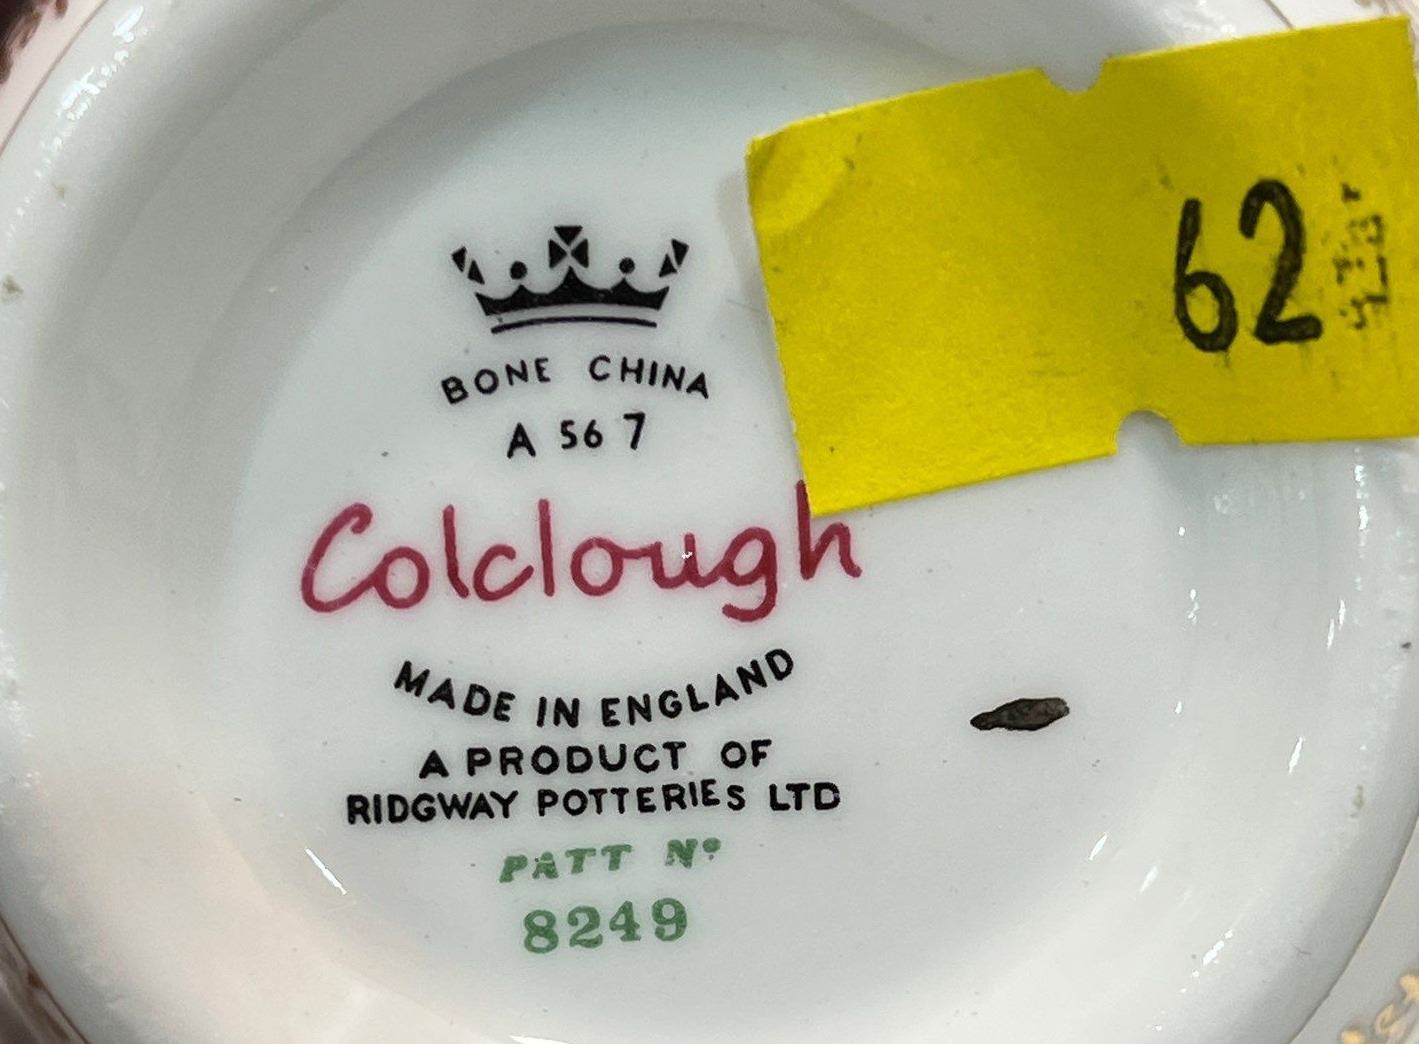 62
BONE CHINA
A 56 7
Colclough
MADE IN ENGLAND
A PRODUCT OF
RIDGWAY POTTERIES LTD
PATT Nº
8249